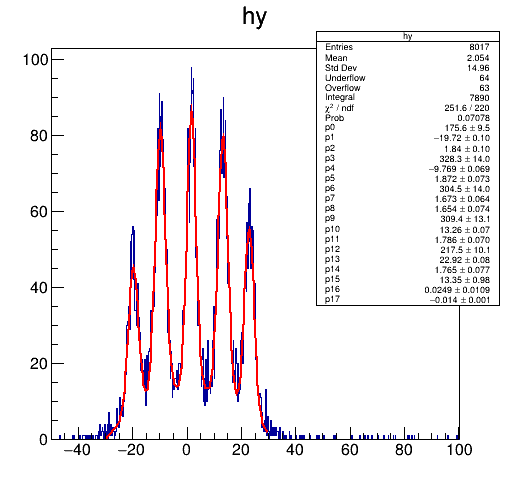 hy
hy
Entries 8017
Mean 2.054
Std Dev 14.96
Underflow 64
Overflow 63
Integral 7890
χ² / ndf 251.6 / 220
Prob 0.07078
p0 175.6 ± 9.5
p1 −19.72 ± 0.10
p2 1.84 ± 0.10
p3 328.3 ± 14.0
p4 −9.769 ± 0.069
p5 1.872 ± 0.073
p6 304.5 ± 14.0
p7 1.673 ± 0.064
p8 1.654 ± 0.074
p9 309.4 ± 13.1
p10 13.26 ± 0.07
p11 1.786 ± 0.070
p12 217.5 ± 10.1
p13 22.92 ± 0.08
p14 1.765 ± 0.077
p15 13.35 ± 0.98
p16 0.0249 ± 0.0109
p17 −0.014 ± 0.001
100
80
60
40
20
0
−40 −20 0 20 40 60 80 100